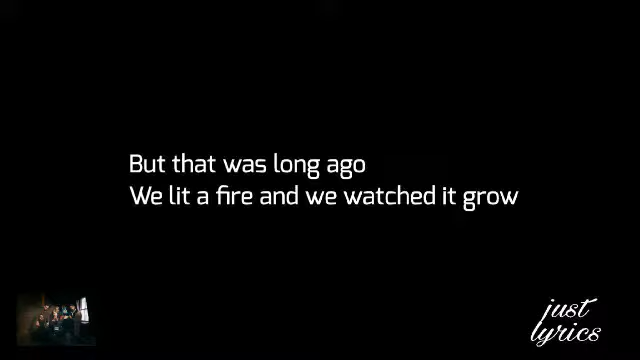 But that was long ago
We lit a fire and we watched it grow
just
lyrics